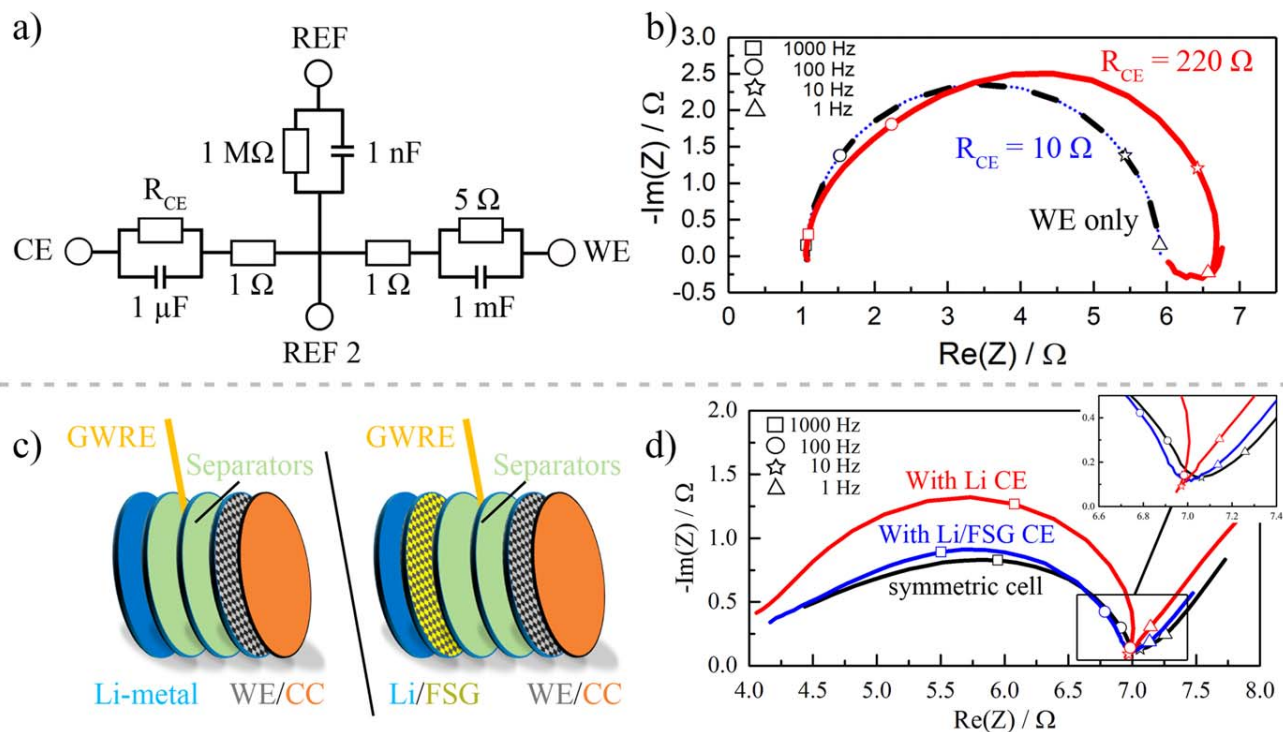 a)
REF
1 MΩ
1 nF
R_CE
5 Ω
CE
WE
1 μF
1 Ω
1 Ω
1 mF
REF 2
b)
-Im(Z) / Ω
3.0
2.5
2.0
1.5
1.0
0.5
0.0
-0.5
1000 Hz
100 Hz
10 Hz
1 Hz
R_CE = 220 Ω
R_CE = 10 Ω
WE only
0 1 2 3 4 5 6 7
Re(Z) / Ω
c)
GWRE
Separators
GWRE
Separators
Li-metal
WE/CC
Li/FSG
WE/CC
d)
-Im(Z) / Ω
2.0
1.5
1.0
0.5
0.0
1000 Hz
100 Hz
10 Hz
1 Hz
With Li CE
With Li/FSG CE
symmetric cell
0.4
0.2
0.0
6.6 6.8 7.0 7.2 7.4
4.0 4.5 5.0 5.5 6.0 6.5 7.0 7.5 8.0
Re(Z) / Ω